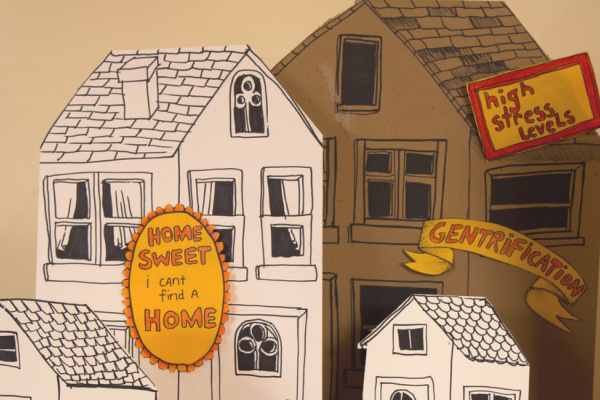 high
stress
LeveLs
GENTRiFiCATiON
HOME
SWEET
i cANT
find A
HOME